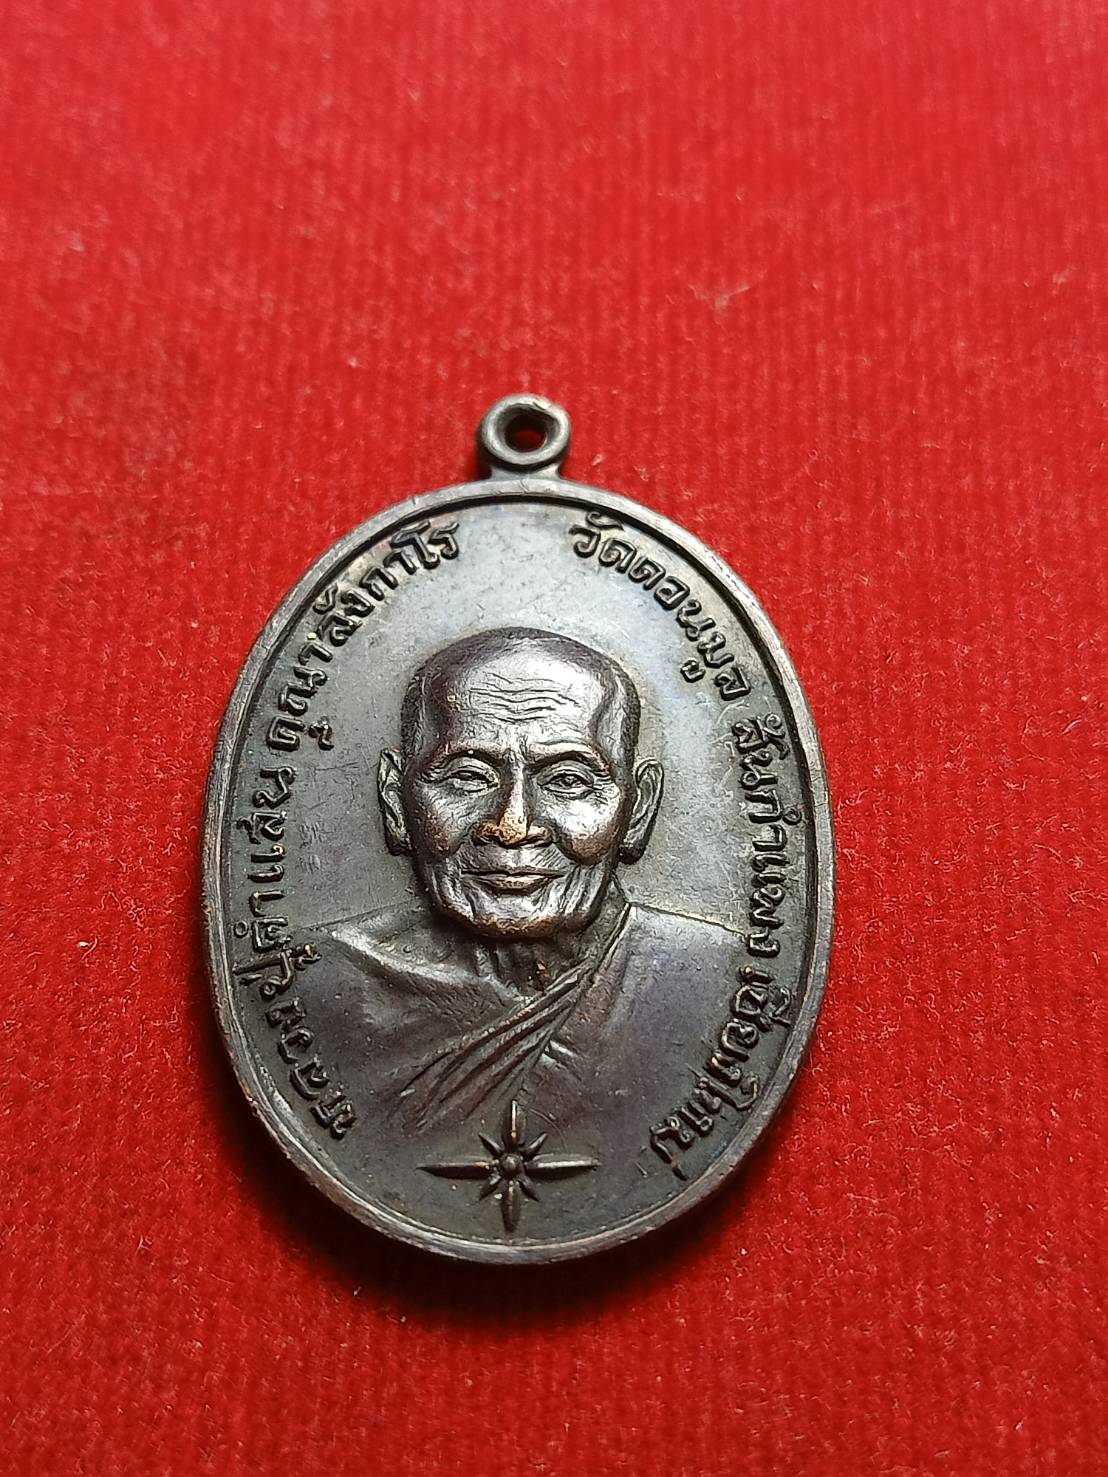 หลวงปู่คำแสน คุณาลังกาโร
วัดดอนมูล สันกำแพง เชียงใหม่